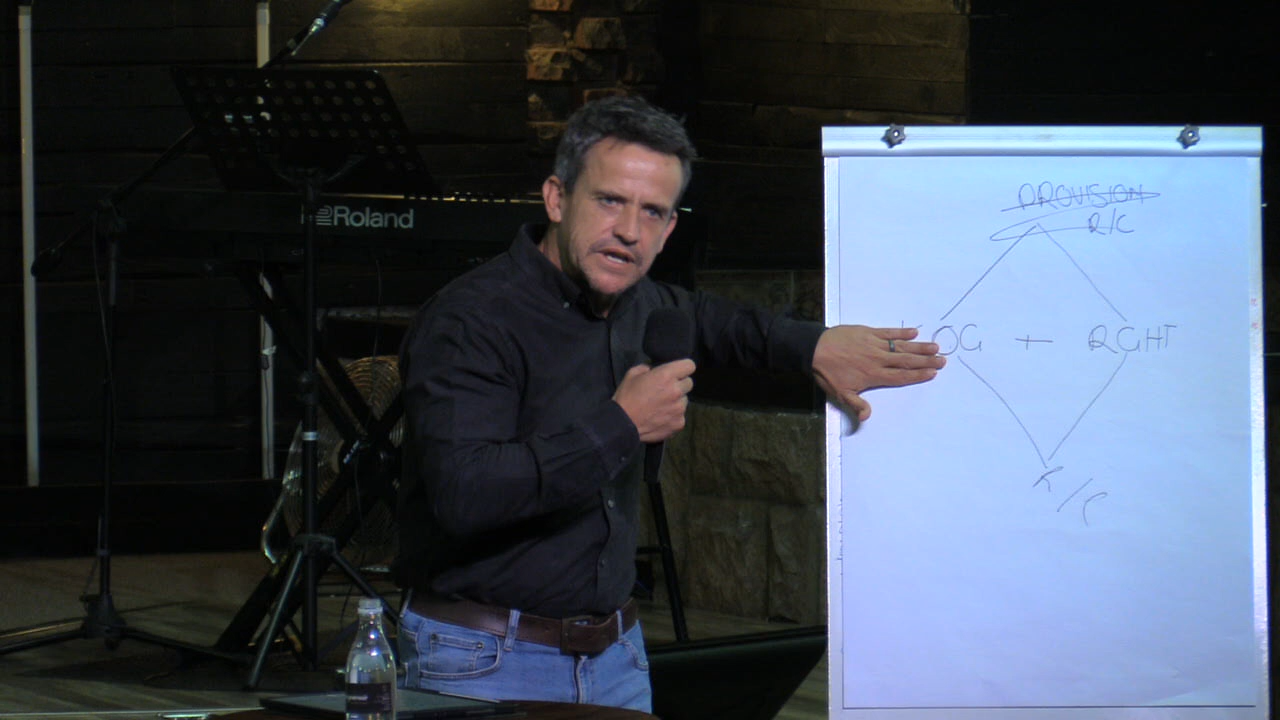 Roland
PROVISION
R/C
OG + RGHT
R/C